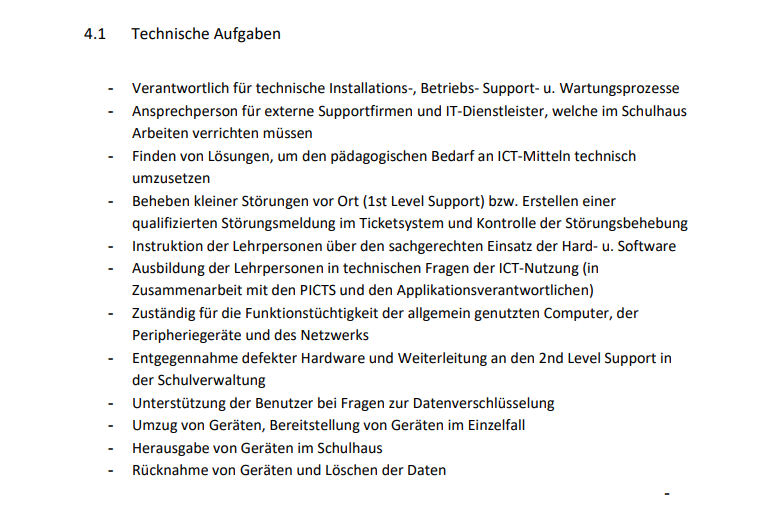 4.1 Technische Aufgaben
- Verantwortlich für technische Installations-, Betriebs- Support- u. Wartungsprozesse
- Ansprechperson für externe Supportfirmen und IT-Dienstleister, welche im Schulhaus
Arbeiten verrichten müssen
- Finden von Lösungen, um den pädagogischen Bedarf an ICT-Mitteln technisch
umzusetzen
- Beheben kleiner Störungen vor Ort (1st Level Support) bzw. Erstellen einer
qualifizierten Störungsmeldung im Ticketsystem und Kontrolle der Störungsbehebung
- Instruktion der Lehrpersonen über den sachgerechten Einsatz der Hard- u. Software
- Ausbildung der Lehrpersonen in technischen Fragen der ICT-Nutzung (in
Zusammenarbeit mit den PICTS und den Applikationsverantwortlichen)
- Zuständig für die Funktionstüchtigkeit der allgemein genutzten Computer, der
Peripheriegeräte und des Netzwerks
- Entgegennahme defekter Hardware und Weiterleitung an den 2nd Level Support in
der Schulverwaltung
- Unterstützung der Benutzer bei Fragen zur Datenverschlüsselung
- Umzug von Geräten, Bereitstellung von Geräten im Einzelfall
- Herausgabe von Geräten im Schulhaus
- Rücknahme von Geräten und Löschen der Daten
-